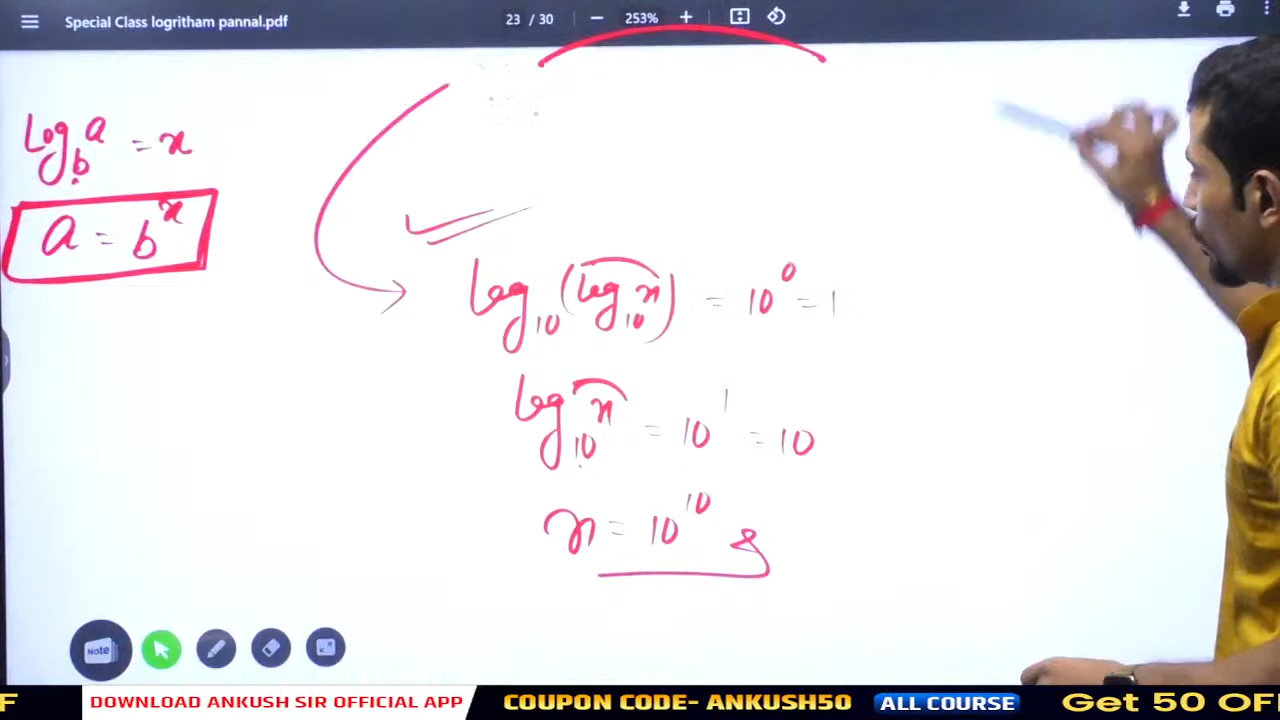 Special Class logritham pannal.pdf
23 / 30
253%
log_b a = x
a = b^x
log_10 (log_10 x) = 10^0 = 1
log_10 x = 10^1 = 10
x = 10^10
Note
F
DOWNLOAD ANKUSH SIR OFFICIAL APP
COUPON CODE- ANKUSH50
ALL COURSE
Get 50 OF